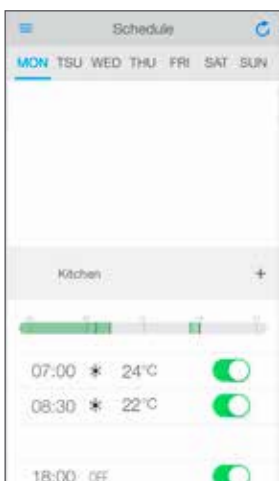 Schedule
MON TSU WED THU FRI SAT SUN
Kitchen +
07:00 24°C
08:30 22°C
18:00 OFF